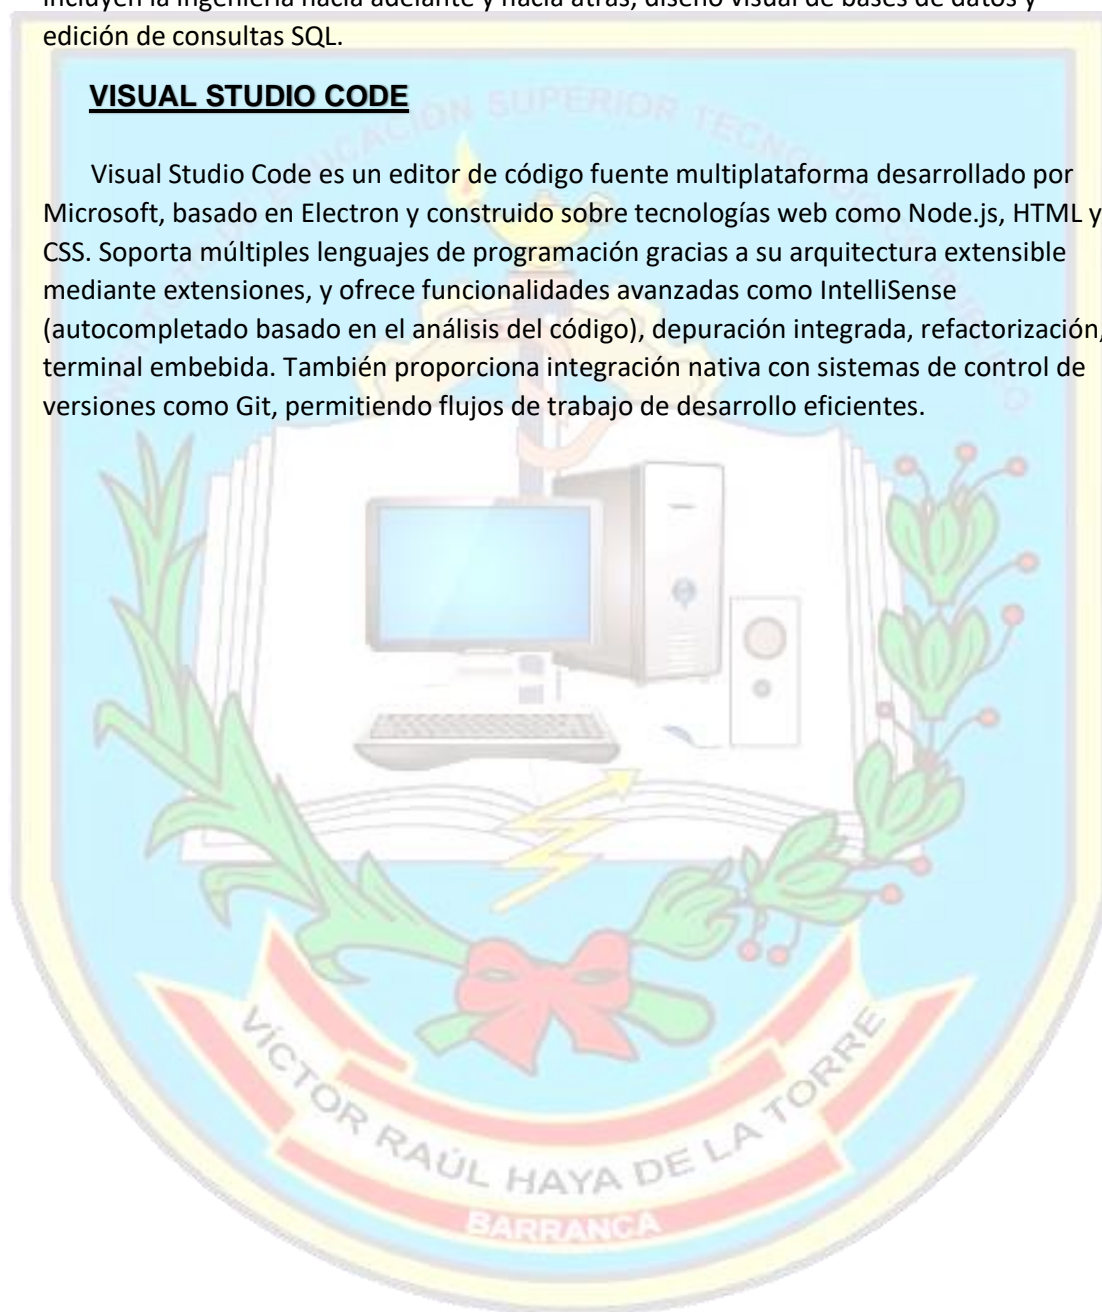 incluyen la ingeniería hacia adelante y hacia atrás, diseño visual de bases de datos y
edición de consultas SQL.
VISUAL STUDIO CODE
Visual Studio Code es un editor de código fuente multiplataforma desarrollado por
Microsoft, basado en Electron y construido sobre tecnologías web como Node.js, HTML y
CSS. Soporta múltiples lenguajes de programación gracias a su arquitectura extensible
mediante extensiones, y ofrece funcionalidades avanzadas como IntelliSense
(autocompletado basado en el análisis del código), depuración integrada, refactorización,
terminal embebida. También proporciona integración nativa con sistemas de control de
versiones como Git, permitiendo flujos de trabajo de desarrollo eficientes.
EDUCACIÓN SUPERIOR
VÍCTOR RAÚL HAYA DE LA TORRE
BARRANCA